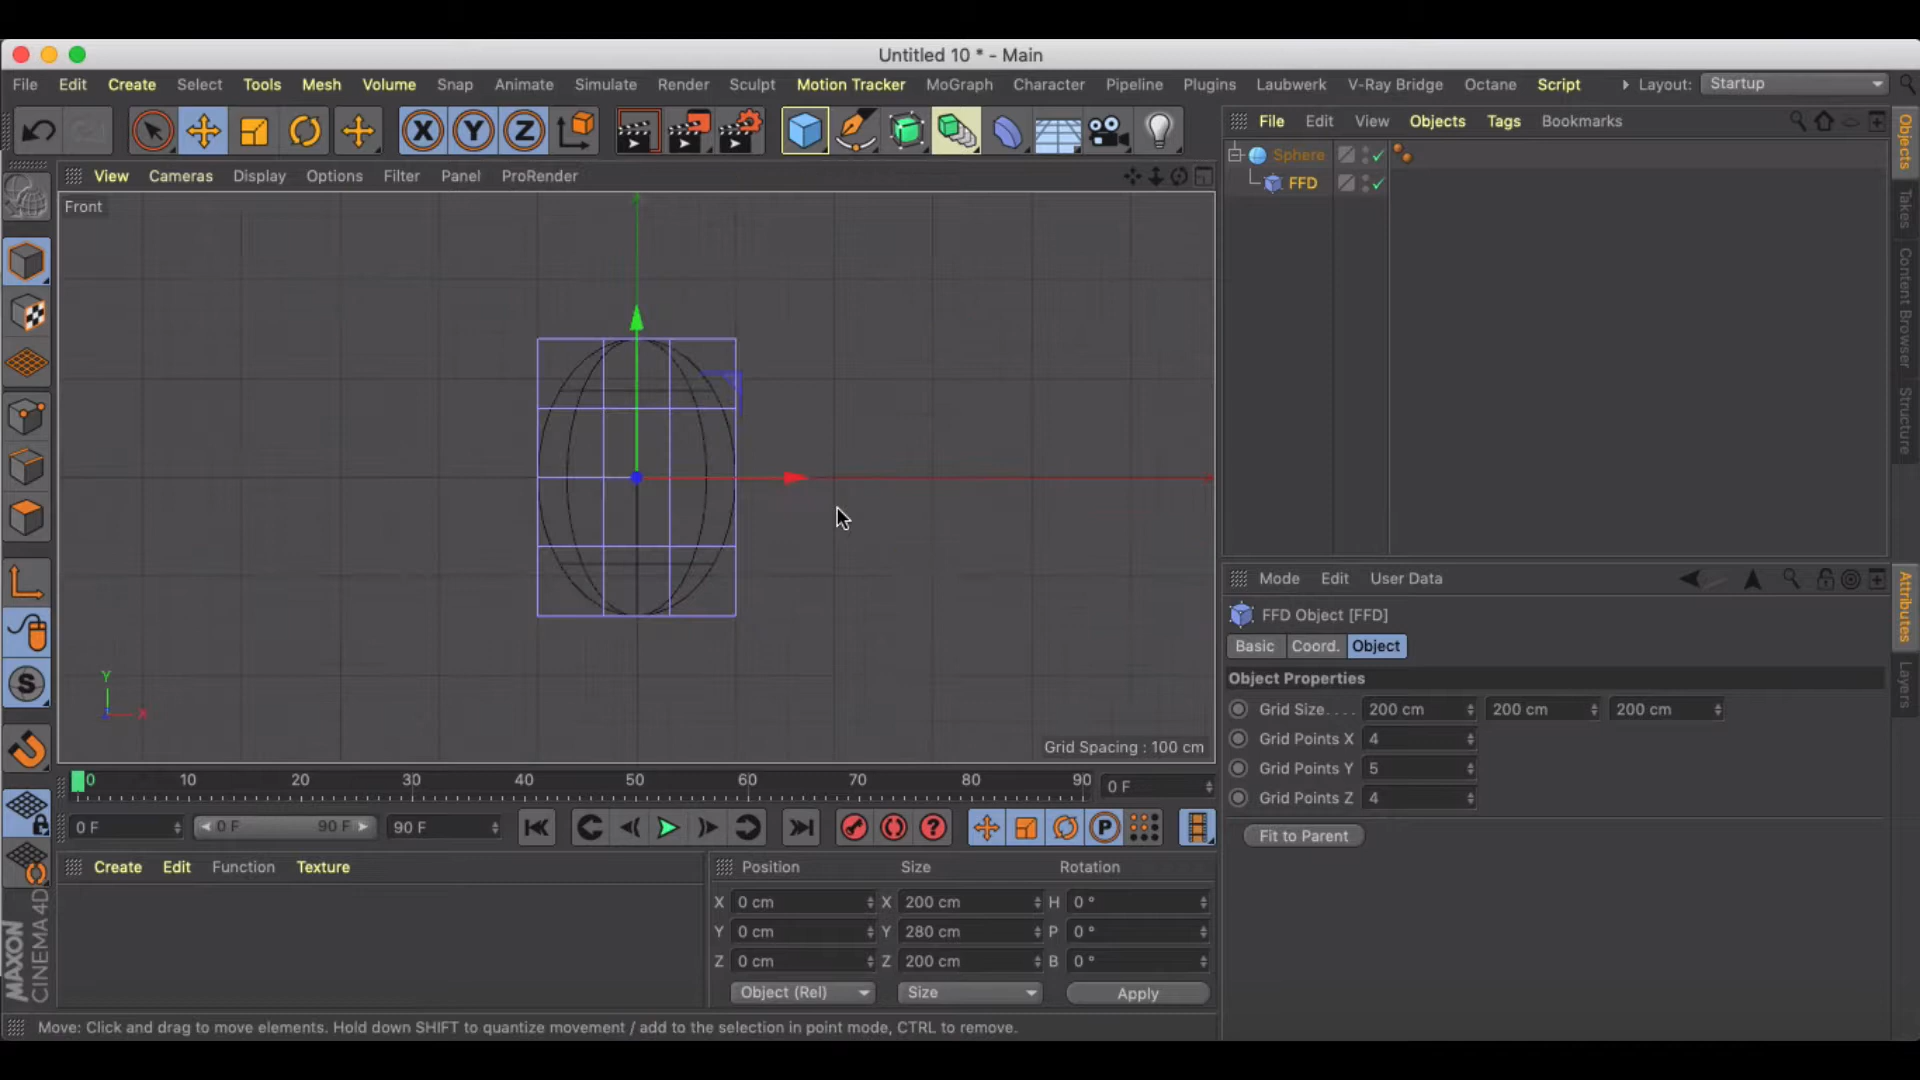 Untitled 10 * - Main
File Edit Create Select Tools Mesh Volume Snap Animate Simulate Render Sculpt Motion Tracker MoGraph Character Pipeline Plugins Laubwerk V-Ray Bridge Octane Script Layout: Startup
X Y Z
File Edit View Objects Tags Bookmarks
View Cameras Display Options Filter Panel ProRender
Front
Sphere
FFD
Objects
Takes
Content Browser
Structure
Y
X
Grid Spacing : 100 cm
Mode Edit User Data
FFD Object [FFD]
Basic Coord. Object
Object Properties
Grid Size. . . . 200 cm 200 cm 200 cm
Grid Points X 4
Grid Points Y 5
Grid Points Z 4
Fit to Parent
Attributes
Layers
S
0 10 20 30 40 50 60 70 80 90 0 F
0 F 0 F 90 F 90 F
? P
Create Edit Function Texture
Position Size Rotation
X 0 cm X 200 cm H 0 °
Y 0 cm Y 280 cm P 0 °
Z 0 cm Z 200 cm B 0 °
Object (Rel) Size Apply
MAXON
CINEMA 4D
Move: Click and drag to move elements. Hold down SHIFT to quantize movement / add to the selection in point mode, CTRL to remove.